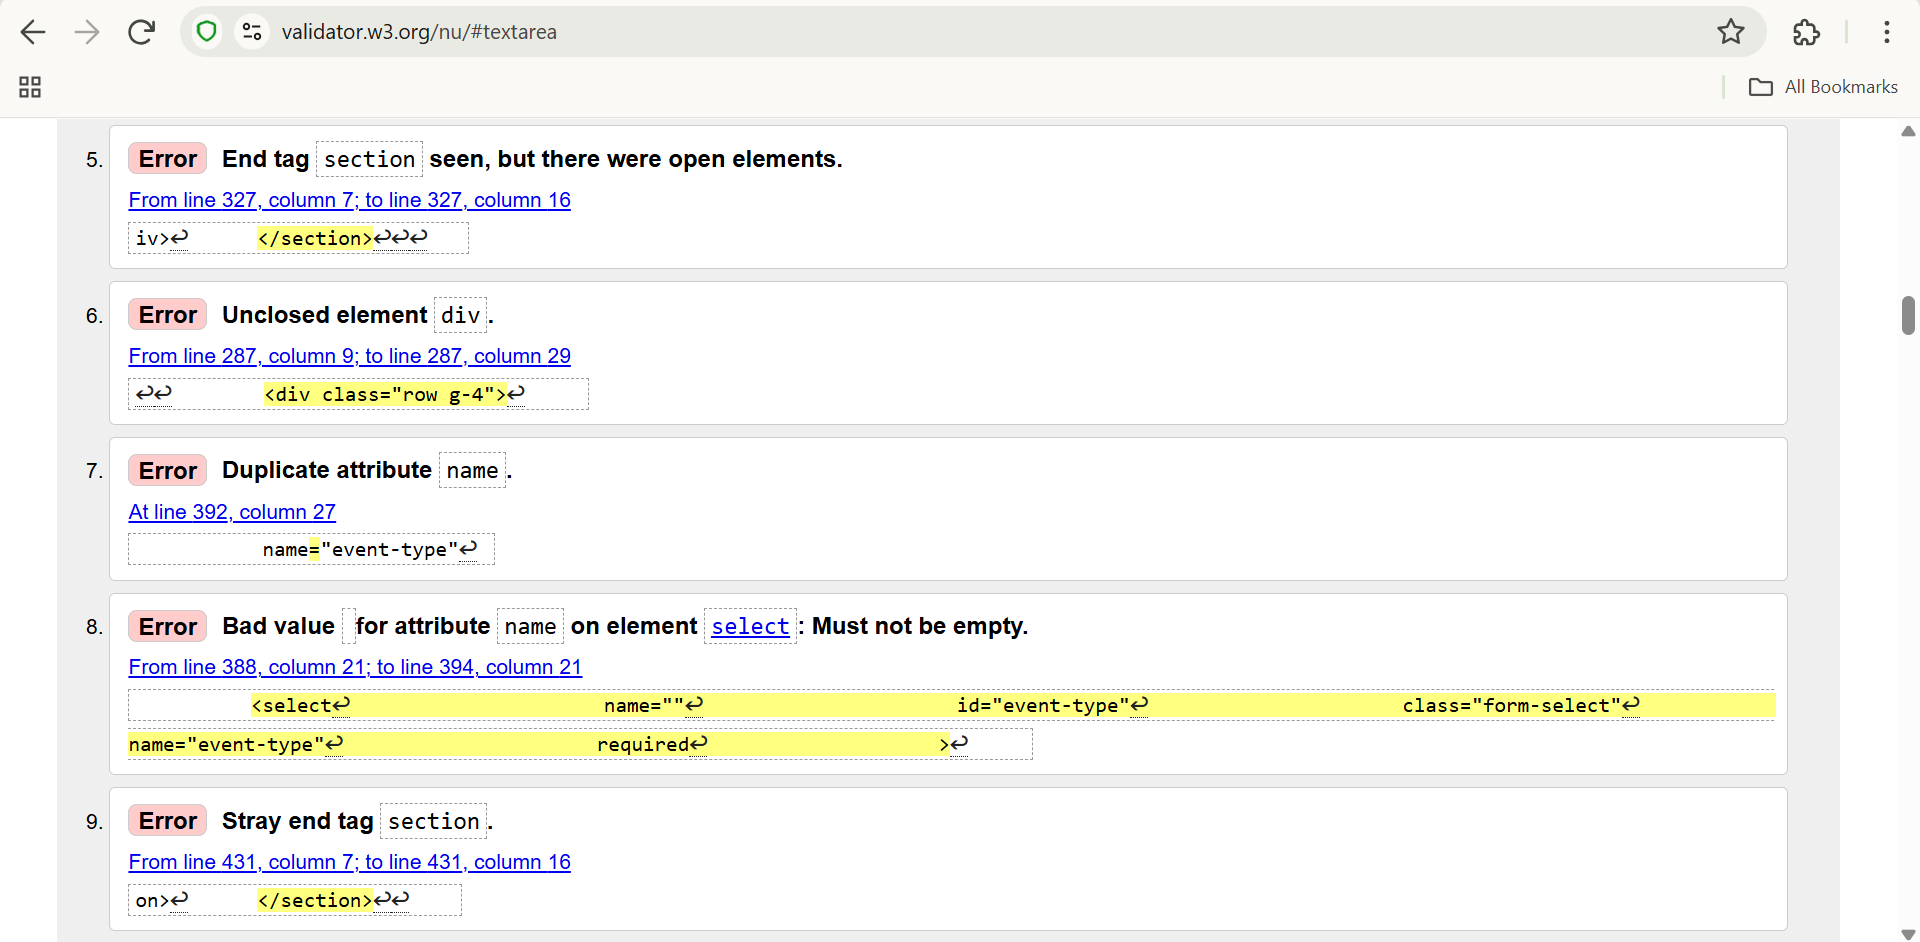 validator.w3.org/nu/#textarea
All Bookmarks
5. Error End tag section seen, but there were open elements.
From line 327, column 7; to line 327, column 16
iv>↩ </section>↩↩↩
6. Error Unclosed element div.
From line 287, column 9; to line 287, column 29
↩↩ <div class="row g-4">↩
7. Error Duplicate attribute name.
At line 392, column 27
name="event-type"↩
8. Error Bad value for attribute name on element select: Must not be empty.
From line 388, column 21; to line 394, column 21
<select↩ name=""↩ id="event-type"↩ class="form-select"↩
name="event-type"↩ required↩ >↩
9. Error Stray end tag section.
From line 431, column 7; to line 431, column 16
on>↩ </section>↩↩